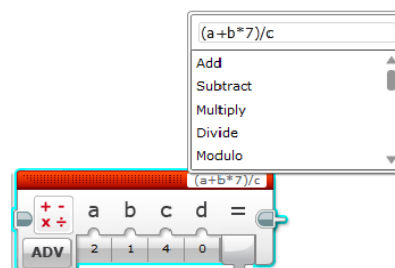 (a+b*7)/c
Add
Subtract
Multiply
Divide
Modulo
(a+b*7)/c
+ -
x ÷
a b c d =
ADV 2 1 4 0